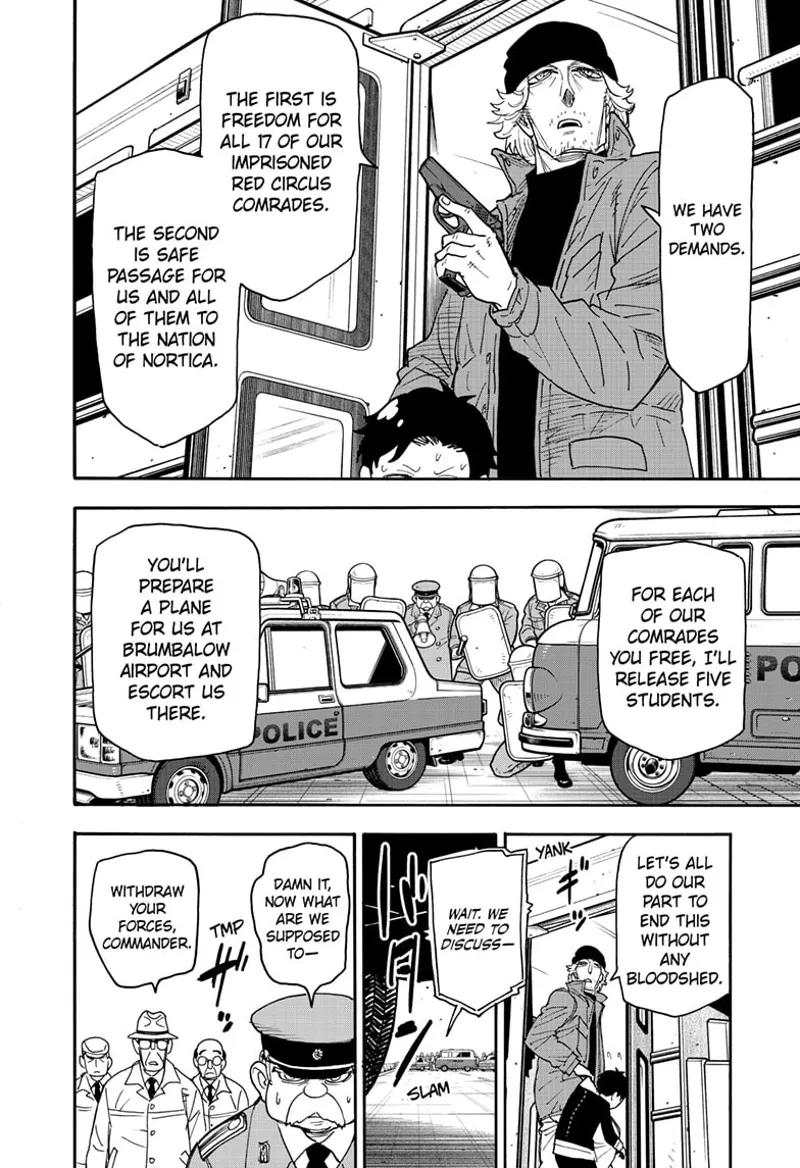 WE HAVE
TWO
DEMANDS.
THE FIRST IS
FREEDOM FOR
ALL 17 OF OUR
IMPRISONED
RED CIRCUS
COMRADES.
THE SECOND
IS SAFE
PASSAGE FOR
US AND ALL
OF THEM TO
THE NATION
OF NORTICA.
FOR EACH
OF OUR
COMRADES
YOU FREE, I'LL
RELEASE FIVE
STUDENTS.
PO
YOU'LL
PREPARE
A PLANE
FOR US AT
BRUMBALOW
AIRPORT AND
ESCORT US
THERE.
POLICE
LET'S ALL
DO OUR
PART TO
END THIS
WITHOUT
ANY
BLOODSHED.
YANK
WAIT. WE
NEED TO
DISCUSS—
SLAM
DAMN IT,
NOW WHAT
ARE WE
SUPPOSED
TO—
TMP
WITHDRAW
YOUR
FORCES,
COMMANDER.